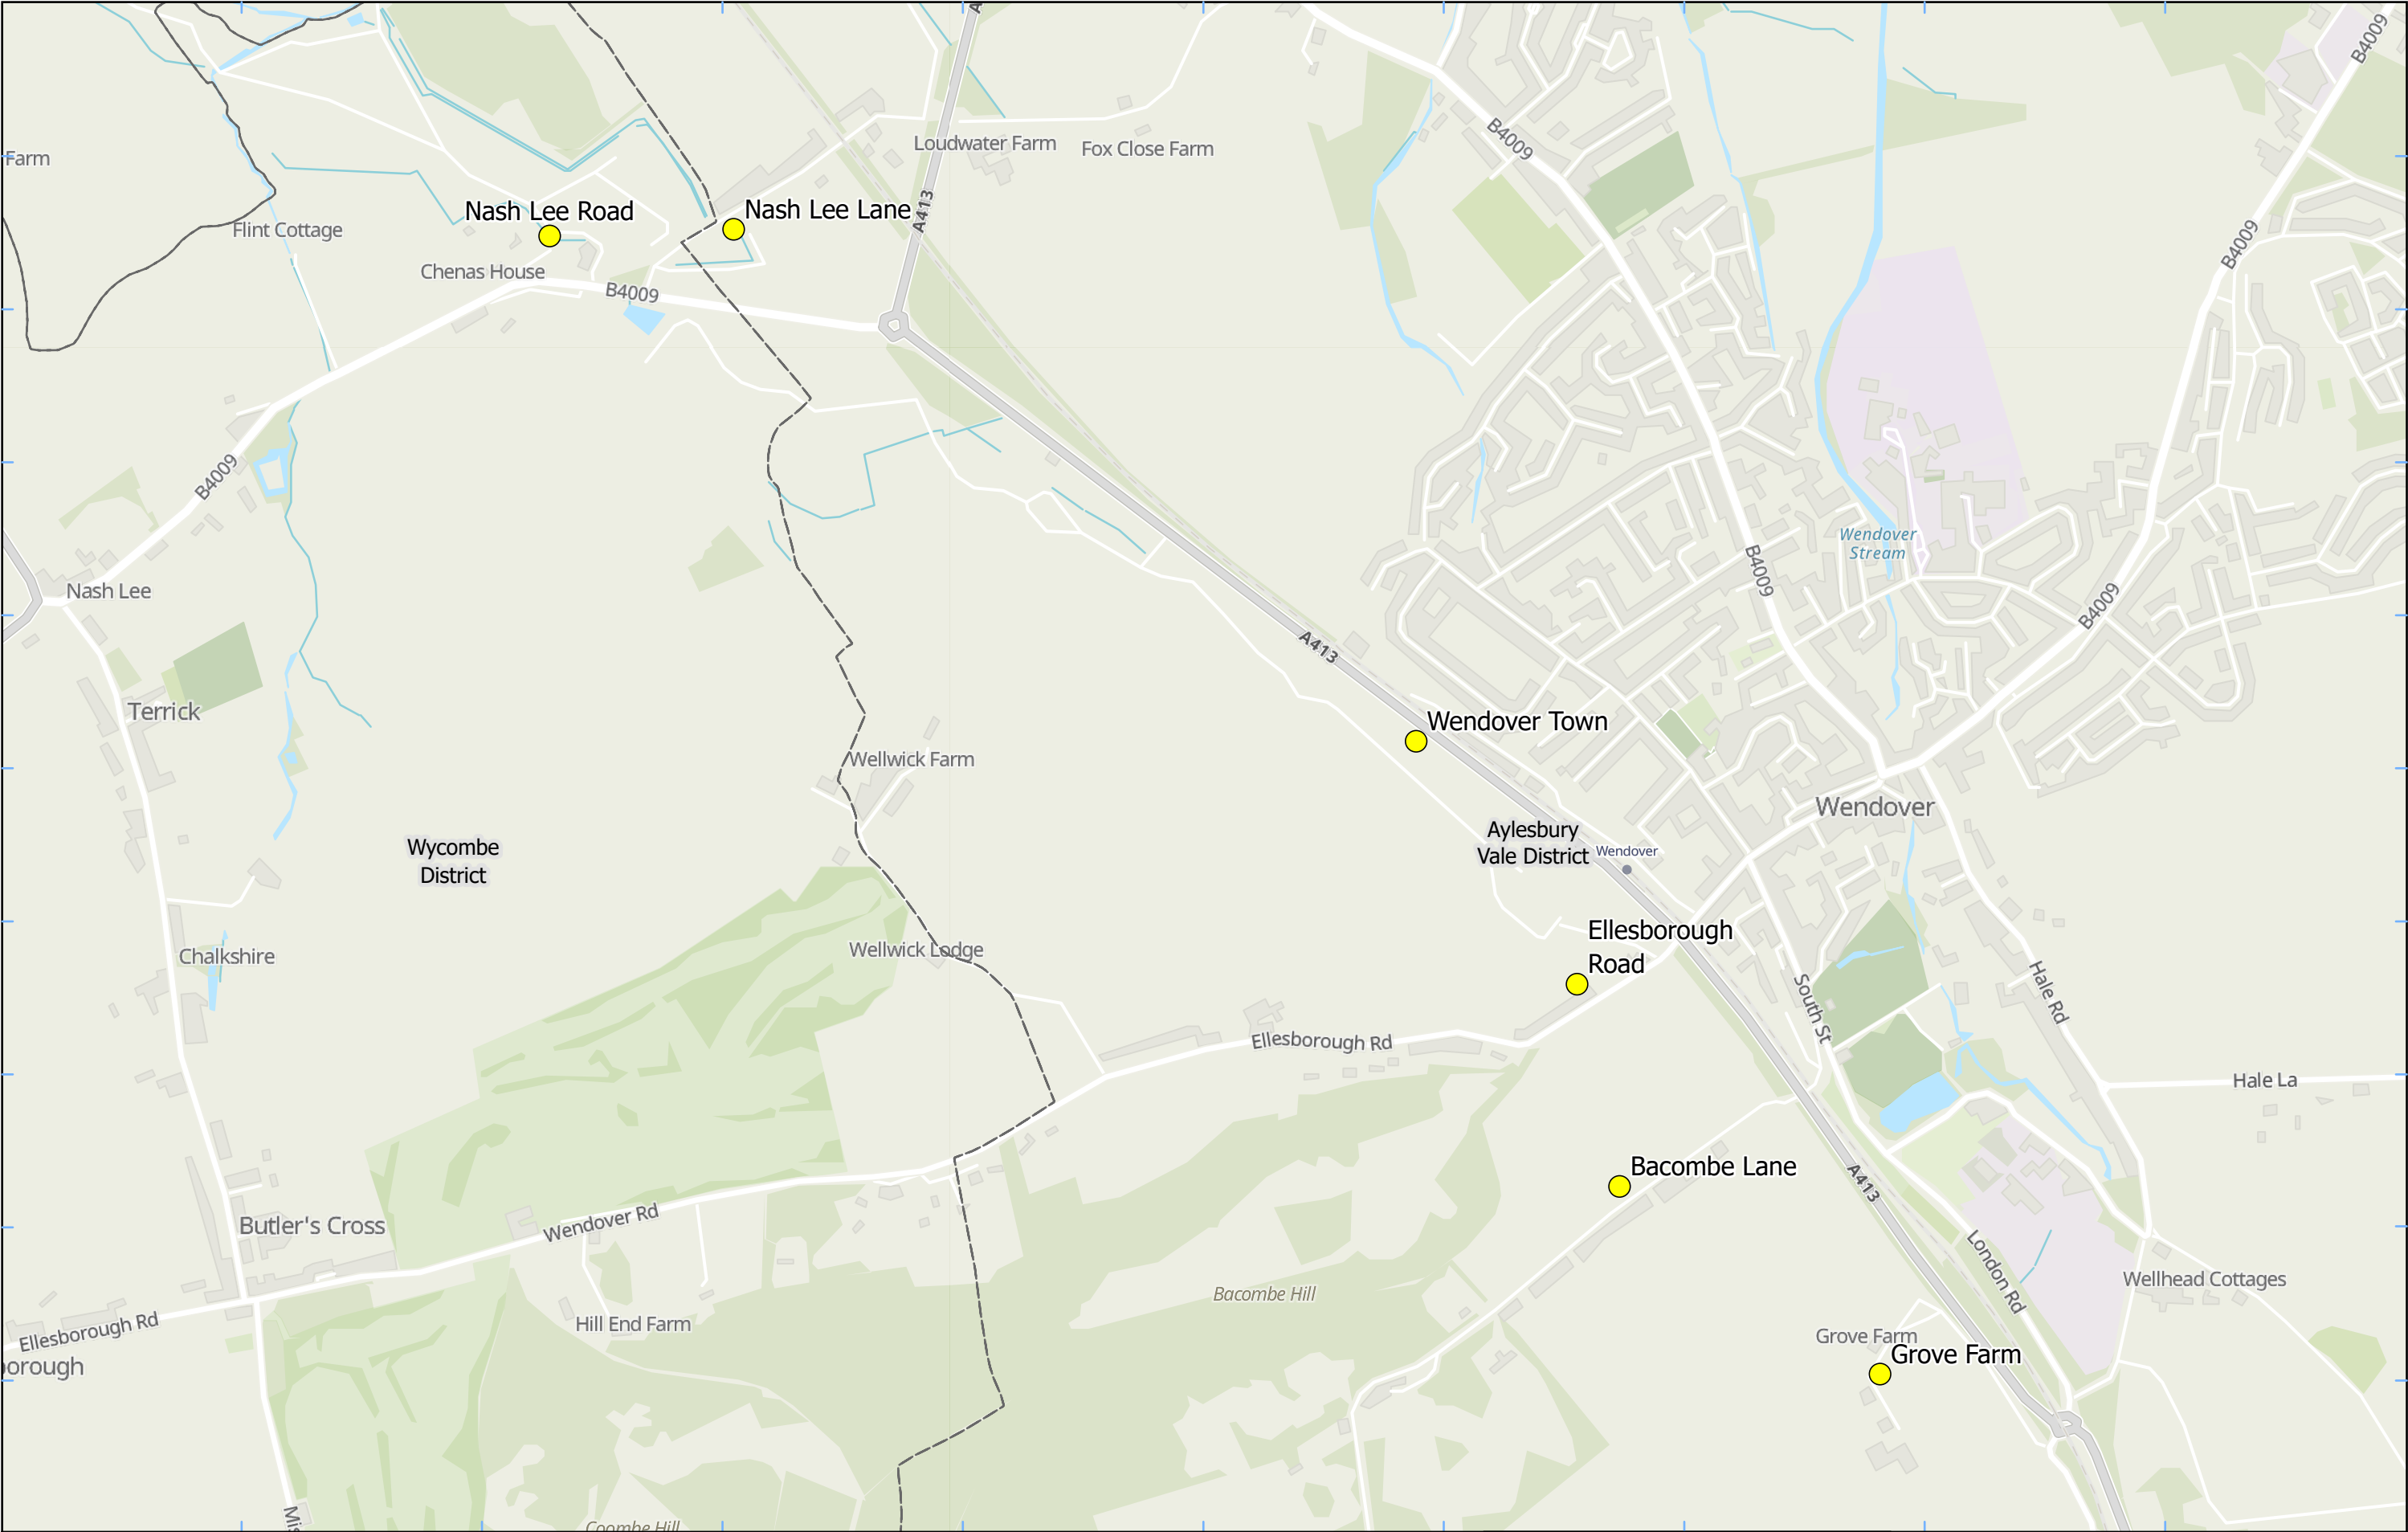 A
B4009
B4009
Farm
Loudwater Farm
Fox Close Farm
Nash Lee Road
Nash Lee Lane
A413
Flint Cottage
B4009
Chenas House
B4009
B4009
Wendover
Stream
B4009
Nash Lee
B4009
A413
Terrick
Wendover Town
Wellwick Farm
Wendover
Aylesbury
Vale District
Wendover
Wycombe
District
Ellesborough
Road
Wellwick Lodge
Chalkshire
South St
Hale Rd
Ellesborough Rd
Hale La
Bacombe Lane
A413
Butler's Cross
Wendover Rd
London Rd
Wellhead Cottages
Bacombe Hill
Hill End Farm
Ellesborough Rd
Grove Farm
Grove Farm
borough
Mis
Coombe Hill